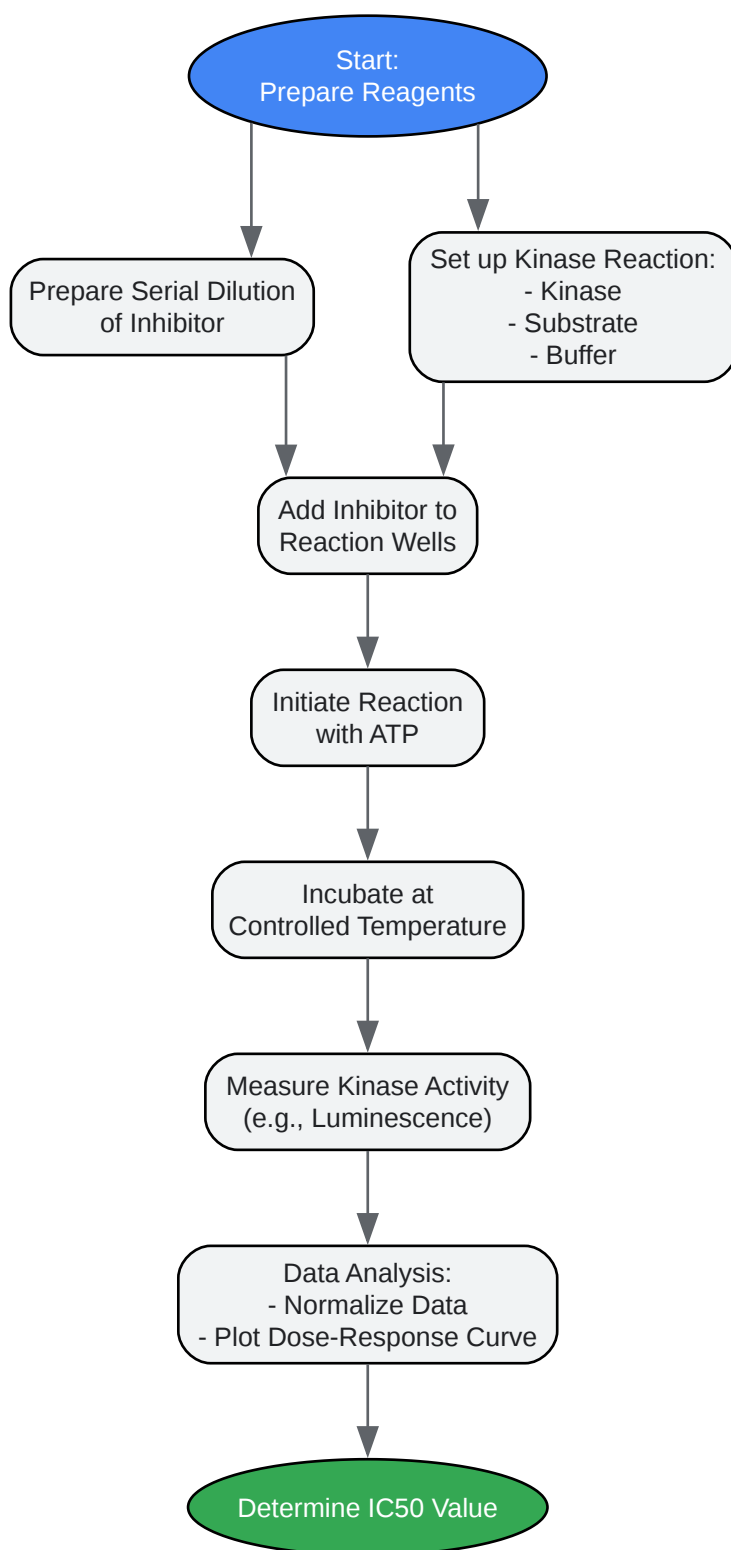 Start:
Prepare Reagents
Prepare Serial Dilution
of Inhibitor
Set up Kinase Reaction:
- Kinase
- Substrate
- Buffer
Add Inhibitor to
Reaction Wells
Initiate Reaction
with ATP
Incubate at
Controlled Temperature
Measure Kinase Activity
(e.g., Luminescence)
Data Analysis:
- Normalize Data
- Plot Dose-Response Curve
Determine IC50 Value